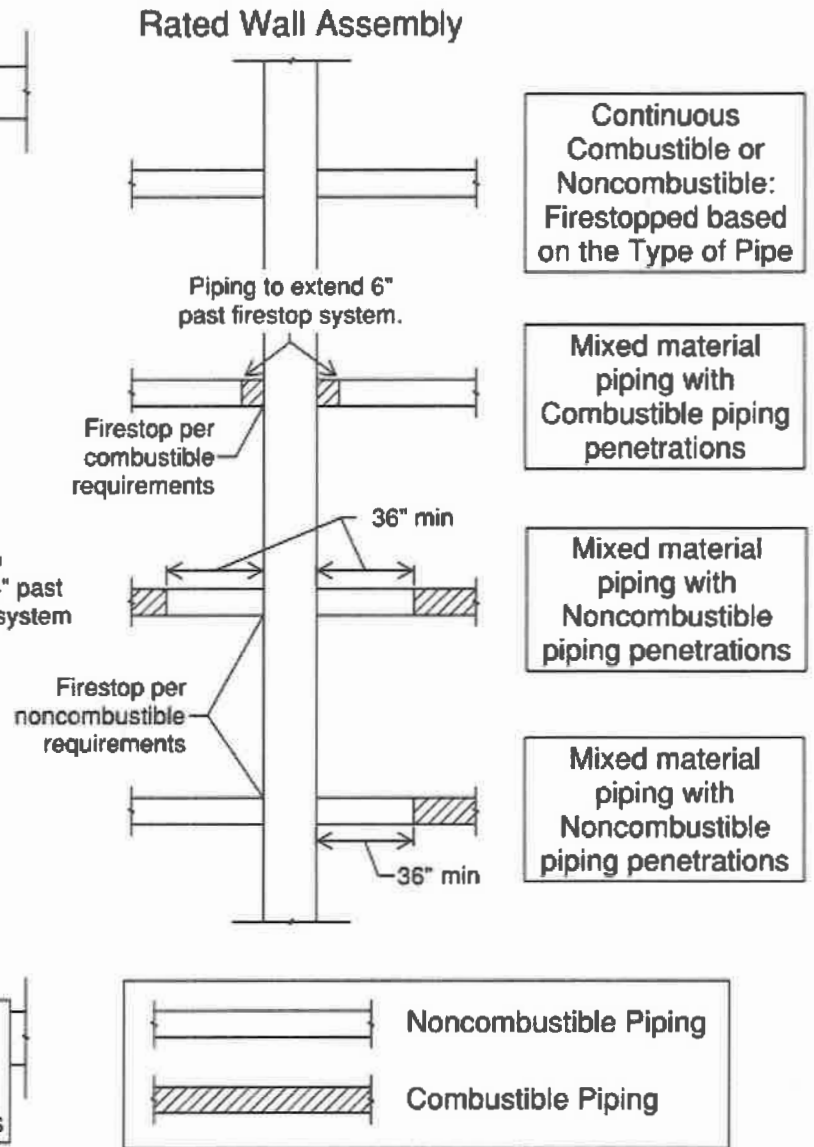 Rated Wall Assembly
Continuous
Combustible or
Noncombustible:
Firestopped based
on the Type of Pipe
Piping to extend 6"
past firestop system.
Mixed material
piping with
Combustible piping
penetrations
Firestop per
combustible
requirements
36" min
Mixed material
piping with
Noncombustible
piping penetrations
" past
system
Firestop per
noncombustible
requirements
Mixed material
piping with
Noncombustible
piping penetrations
36" min
Noncombustible Piping
Combustible Piping